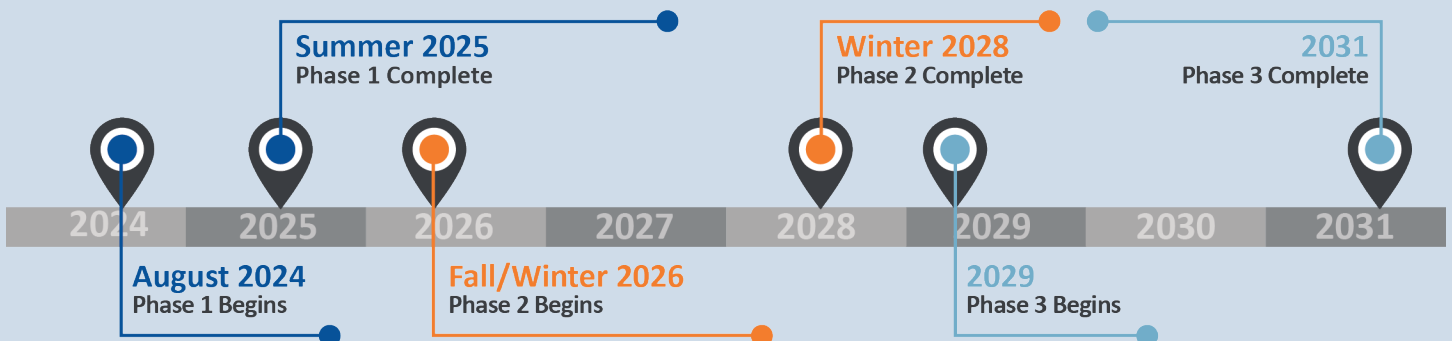 Summer 2025
Phase 1 Complete
Winter 2028
Phase 2 Complete
2031
Phase 3 Complete
2024
2025
2026
2027
2028
2029
2030
2031
August 2024
Phase 1 Begins
Fall/Winter 2026
Phase 2 Begins
2029
Phase 3 Begins